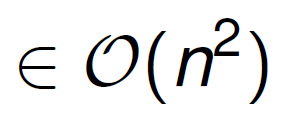 ∈ 𝒪(n²)